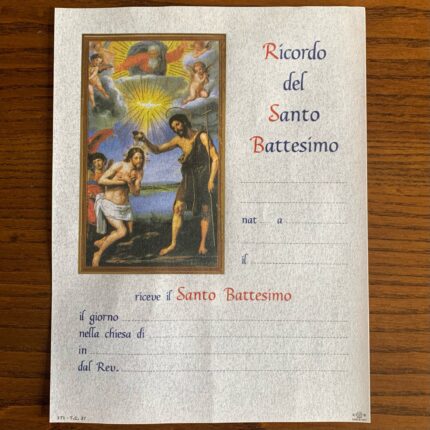 Ricordo
del
Santo
Battesimo
nat a
il
riceve il Santo Battesimo
il giorno
nella chiesa di
in
dal Rev.